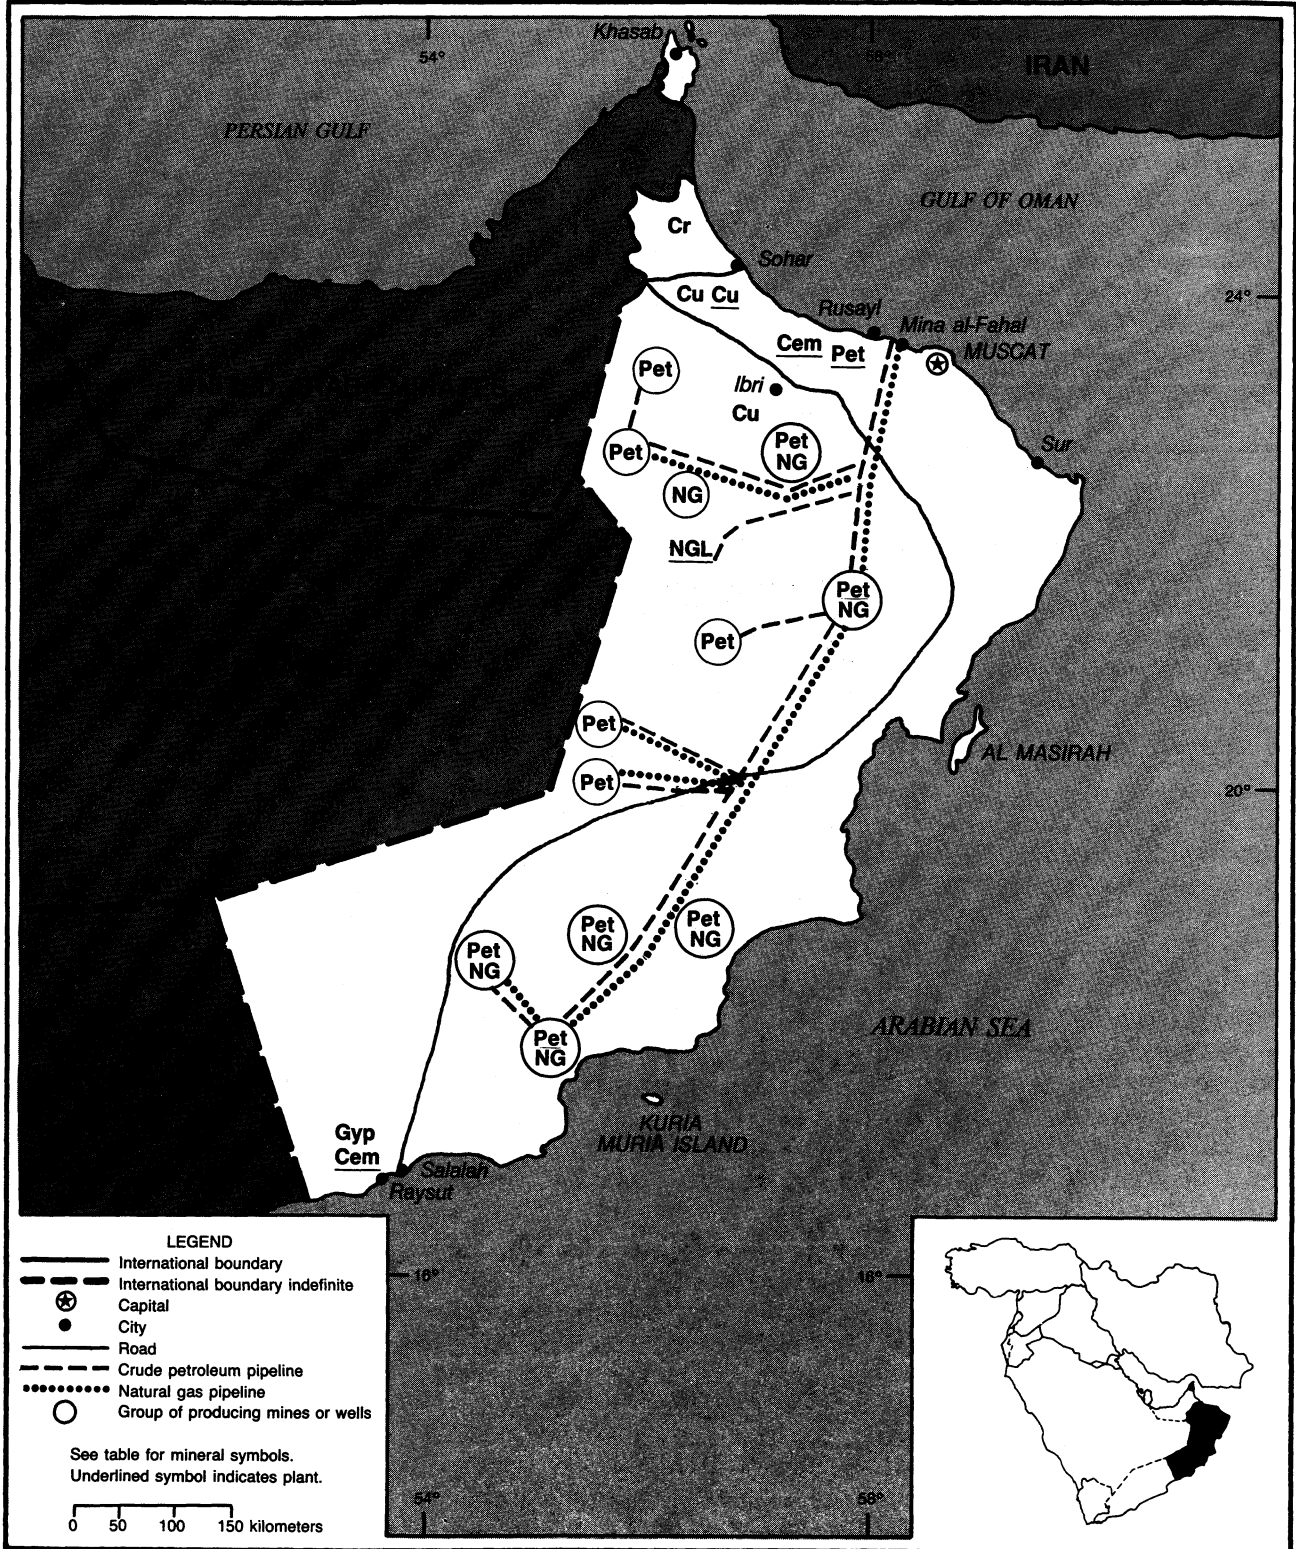 Khasab
54°
58°
IRAN
PERSIAN GULF
GULF OF OMAN
Cr
Sohar
Cu Cu
24°
Rusayl
Mina al-Fahal
Cem Pet
MUSCAT
Pet
Ibri
Cu
Pet
NG
Pet
Sur
NG
NGL
Pet
NG
Pet
Pet
AL MASIRAH
Pet
20°
Pet
NG
Pet
NG
Pet
NG
Pet
NG
ARABIAN SEA
KURIA
MURIA ISLAND
Gyp
Cem
Salalah
Raysut
LEGEND
International boundary
International boundary indefinite
Capital
City
Road
Crude petroleum pipeline
Natural gas pipeline
Group of producing mines or wells
See table for mineral symbols.
Underlined symbol indicates plant.
0 50 100 150 kilometers
16°
16°
54°
58°